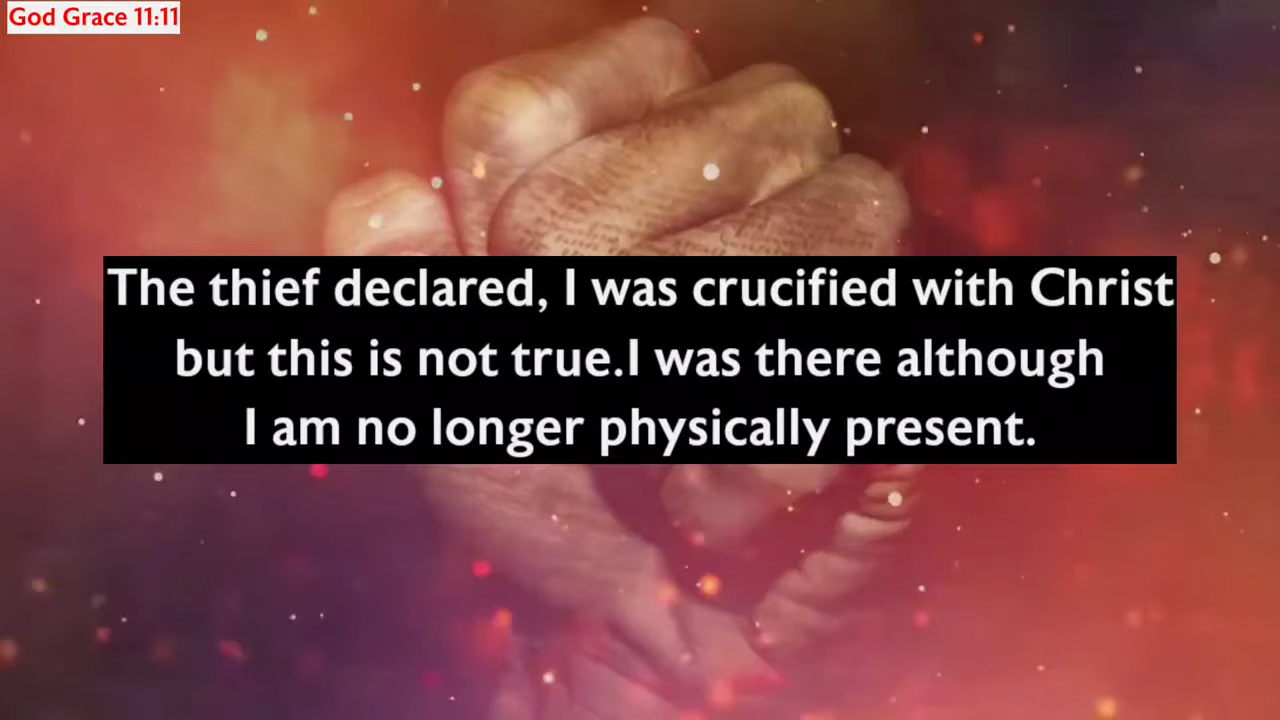 God Grace 11:11
The thief declared, I was crucified with Christ
but this is not true.I was there although
I am no longer physically present.